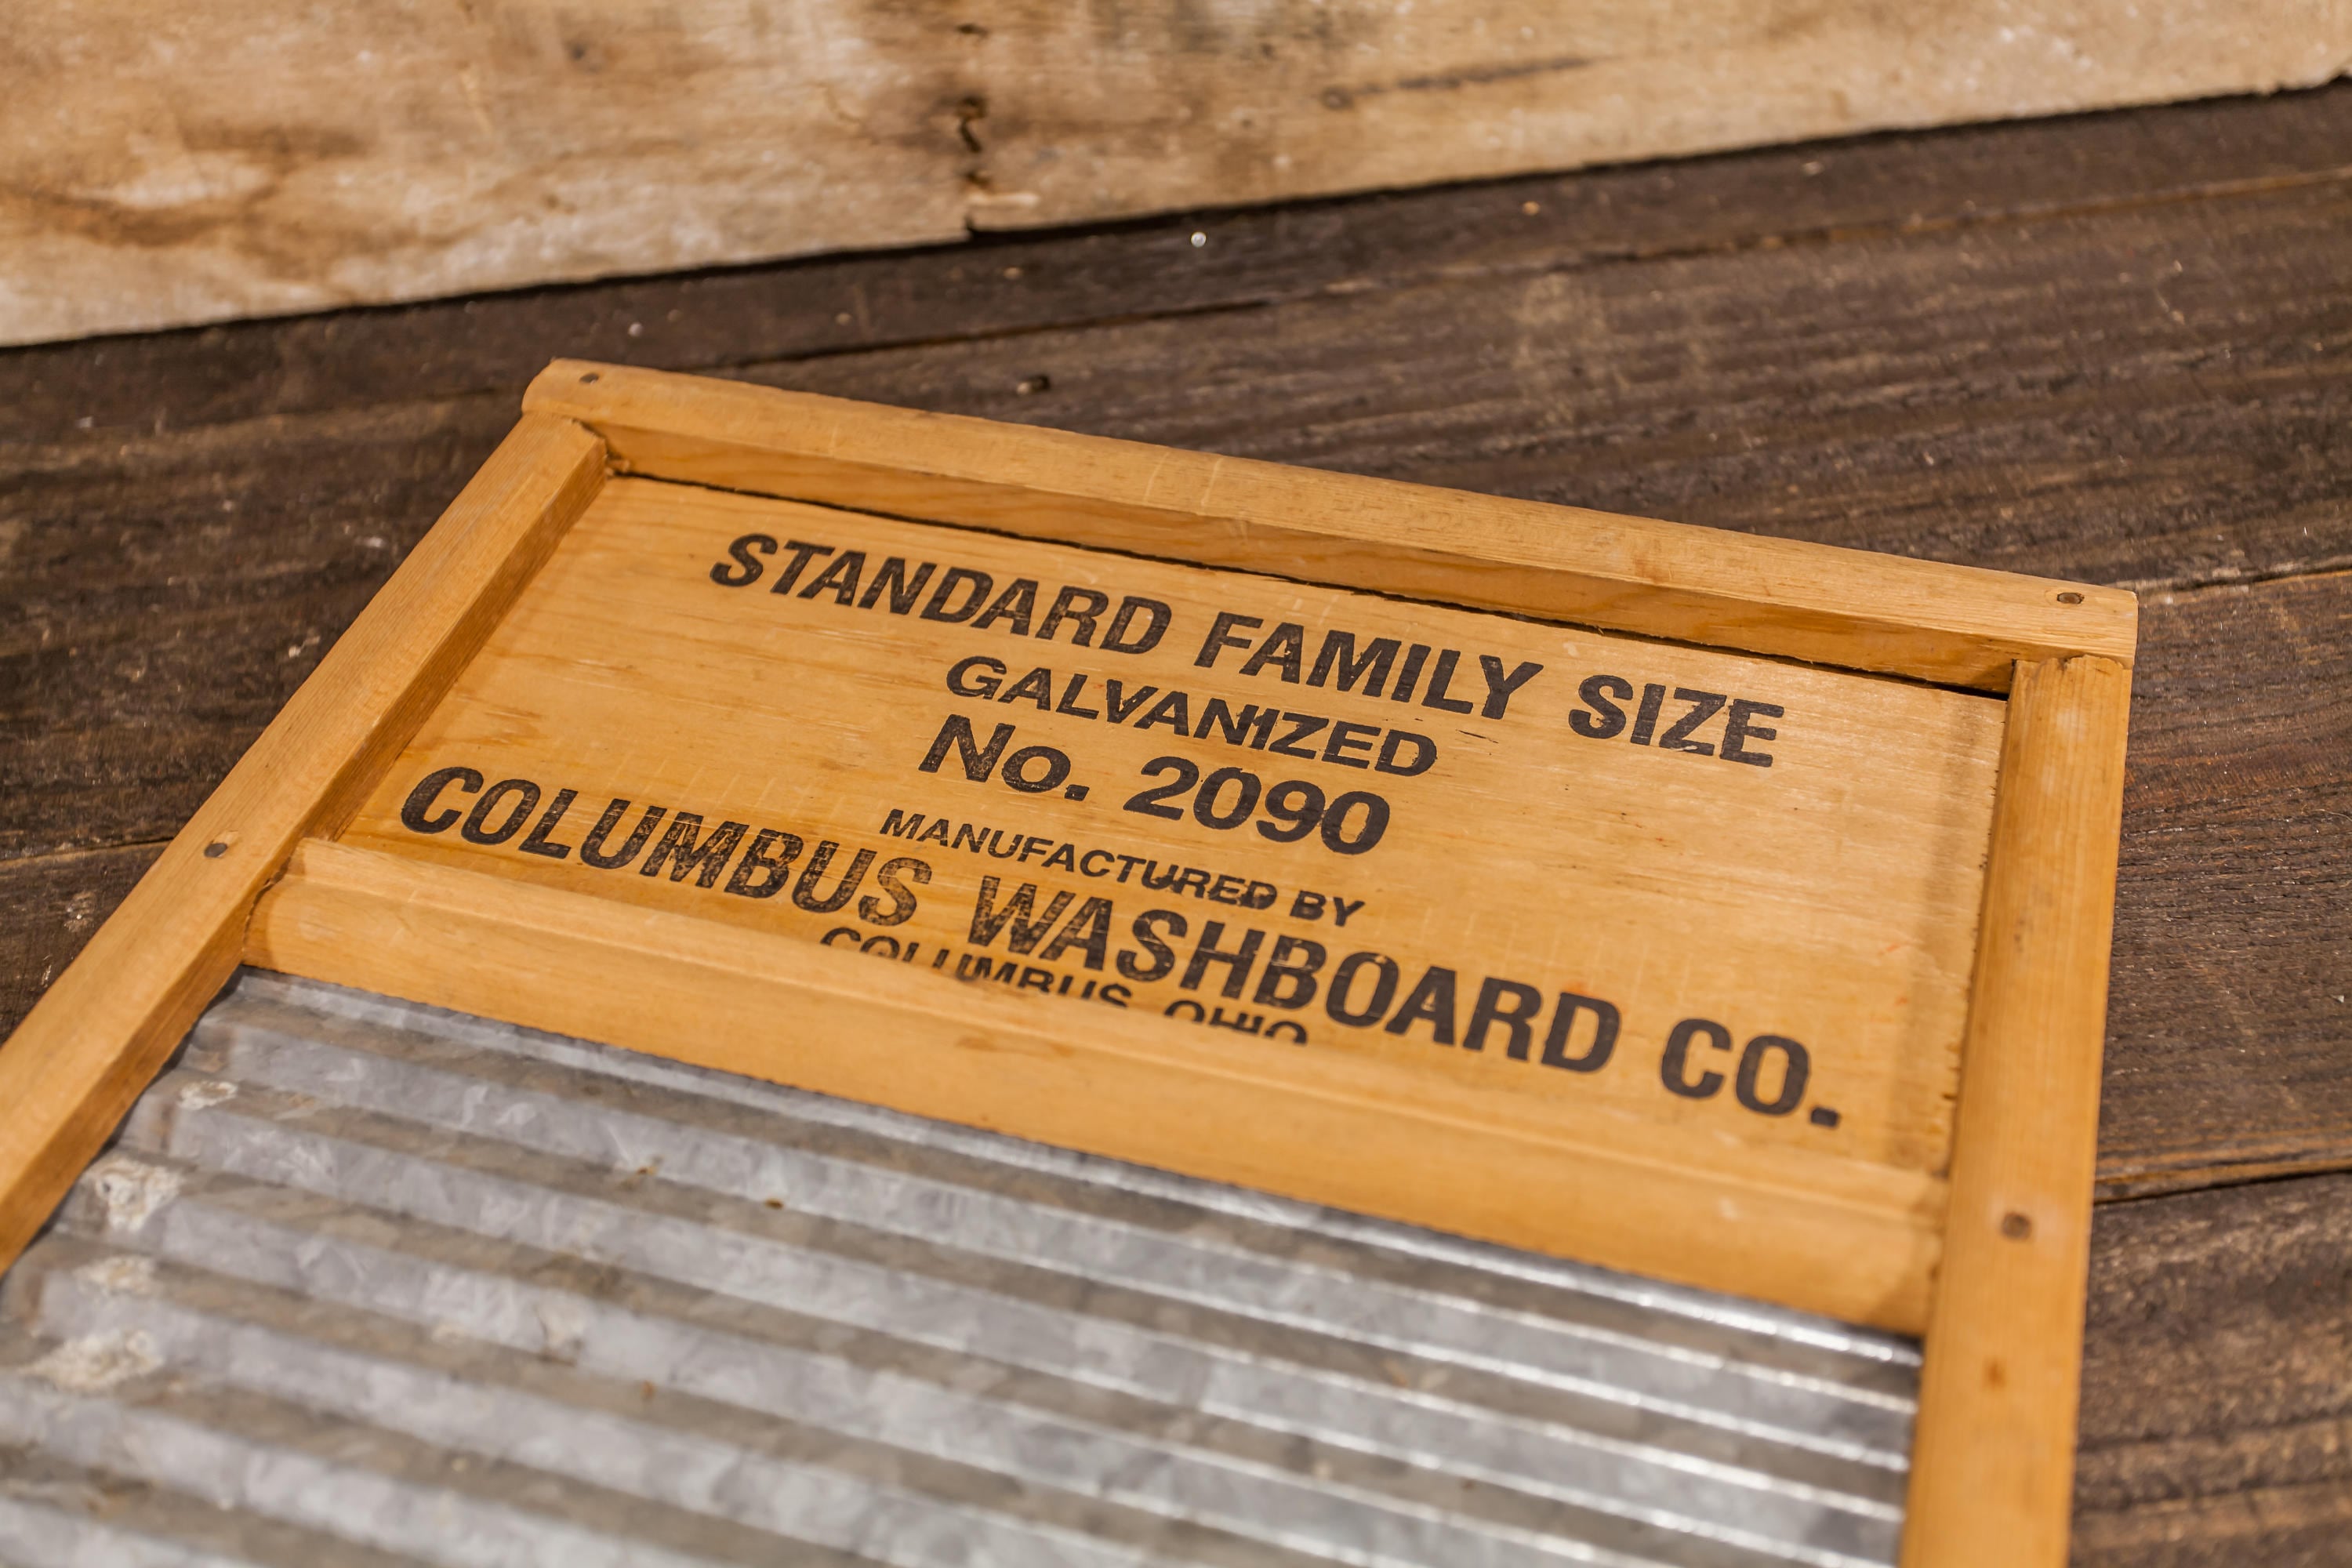 STANDARD FAMILY SIZE
GALVANIZED
No. 2090
MANUFACTURED BY
COLUMBUS WASHBOARD CO.
COLUMBUS, OHIO